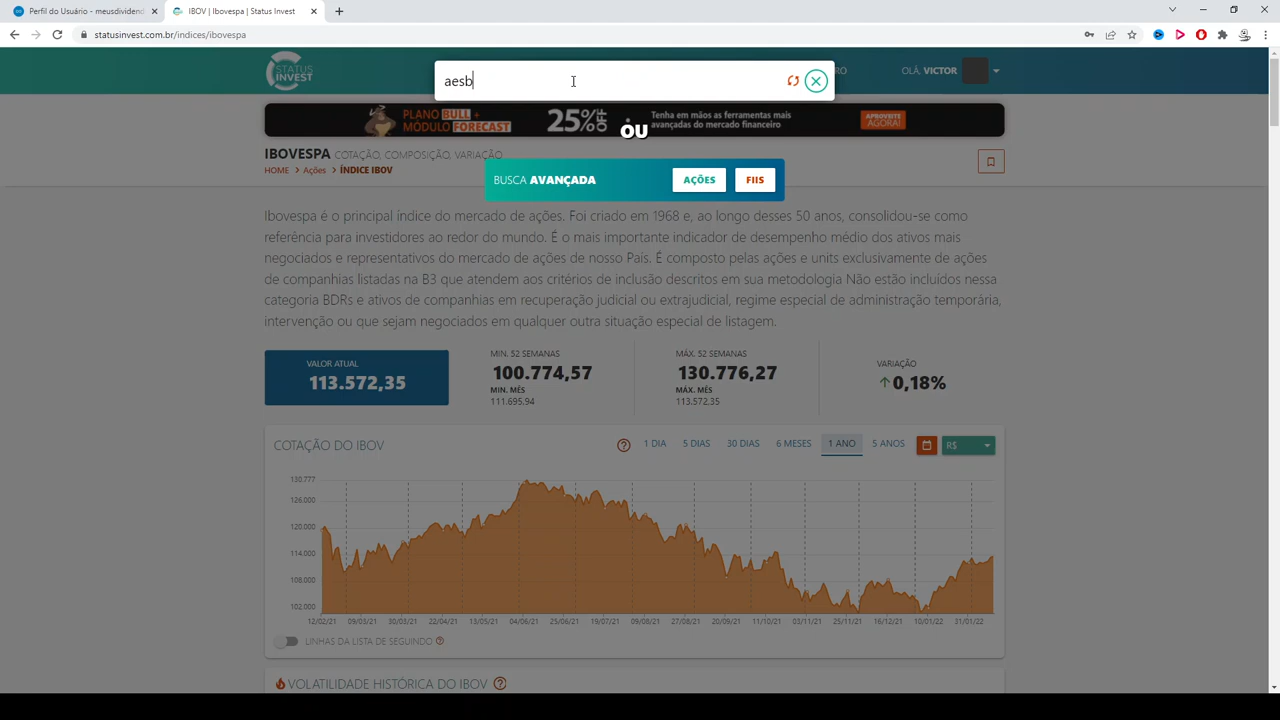 Perfil do Usuário - meusdividend
IBOV | Ibovespa | Status Invest
statusinvest.com.br/indices/ibovespa
STATUS
INVEST
aesb
RO
OLÁ, VICTOR
PLANO BULL +
MÓDULO FORECAST
25% OFF
Tenha em mãos as ferramentas mais
avançadas do mercado financeiro
APROVEITE
AGORA!
OU
IBOVESPA COTAÇÃO, COMPOSIÇÃO, VARIAÇÃO
HOME > Ações > ÍNDICE IBOV
BUSCA AVANÇADA
AÇÕES
FIIS
Ibovespa é o principal índice do mercado de ações. Foi criado em 1968 e, ao longo desses 50 anos, consolidou-se como
referência para investidores ao redor do mundo. É o mais importante indicador de desempenho médio dos ativos mais
negociados e representativos do mercado de ações de nosso País. É composto pelas ações e units exclusivamente de ações
de companhias listadas na B3 que atendem aos critérios de inclusão descritos em sua metodologia Não estão incluídos nessa
categoria BDRs e ativos de companhias em recuperação judicial ou extrajudicial, regime especial de administração temporária,
intervenção ou que sejam negociados em qualquer outra situação especial de listagem.
VALOR ATUAL
113.572,35
MIN. 52 SEMANAS
100.774,57
MIN. MÊS
111.695,94
MÁX. 52 SEMANAS
130.776,27
MÁX. MÊS
113.572,35
VARIAÇÃO
0,18%
COTAÇÃO DO IBOV
1 DIA
5 DIAS
30 DIAS
6 MESES
1 ANO
5 ANOS
R$
130.777
126.000
120.000
114.000
108.000
102.000
12/02/21 09/03/21 30/03/21 22/04/21 13/05/21 04/06/21 25/06/21 19/07/21 09/08/21 27/08/21 20/09/21 11/10/21 03/11/21 25/11/21 16/12/21 10/01/22 31/01/22
LINHAS DA LISTA DE SEGUINDO
VOLATILIDADE HISTÓRICA DO IBOV